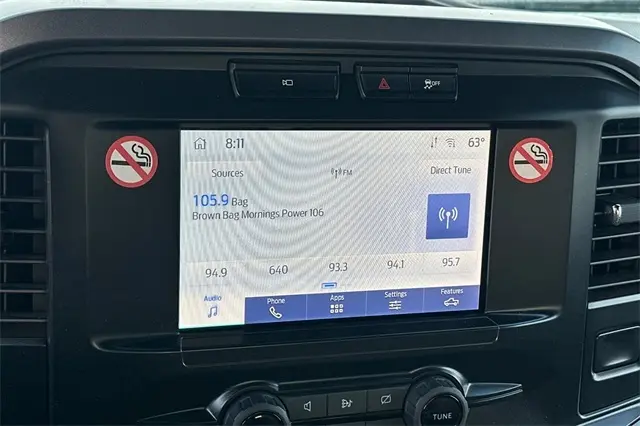 OFF
8:11
63°
Sources
FM
Direct Tune
105.9 Bag
Brown Bag Mornings Power 106
94.9 640 93.3 94.1 95.7
Audio Phone Apps Settings Features
TUNE